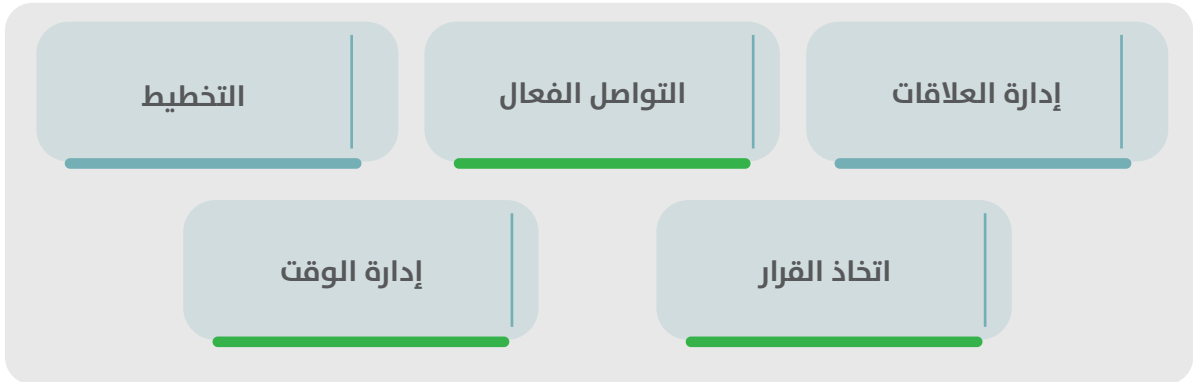 إدارة العلاقات
التواصل الفعال
التخطيط
اتخاذ القرار
إدارة الوقت